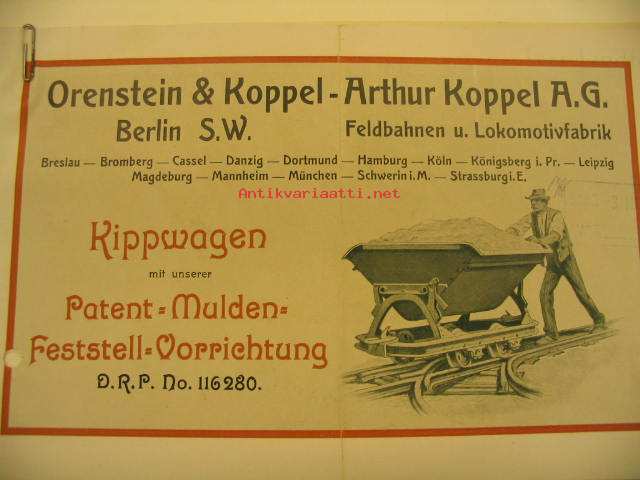 Orenstein & Koppel - Arthur Koppel A.G.
Berlin S.W. Feldbahnen u. Lokomotivfabrik
Breslau — Bromberg — Cassel — Danzig — Dortmund — Hamburg — Köln — Königsberg i. Pr. — Leipzig
Magdeburg — Mannheim — München — Schwerin i. M. — Strassburg i. E.
Antikvariaatti.net
Kippwagen
mit unserer
Patent=Mulden=
Feststell=Vorrichtung
D.R.P. No. 116280.